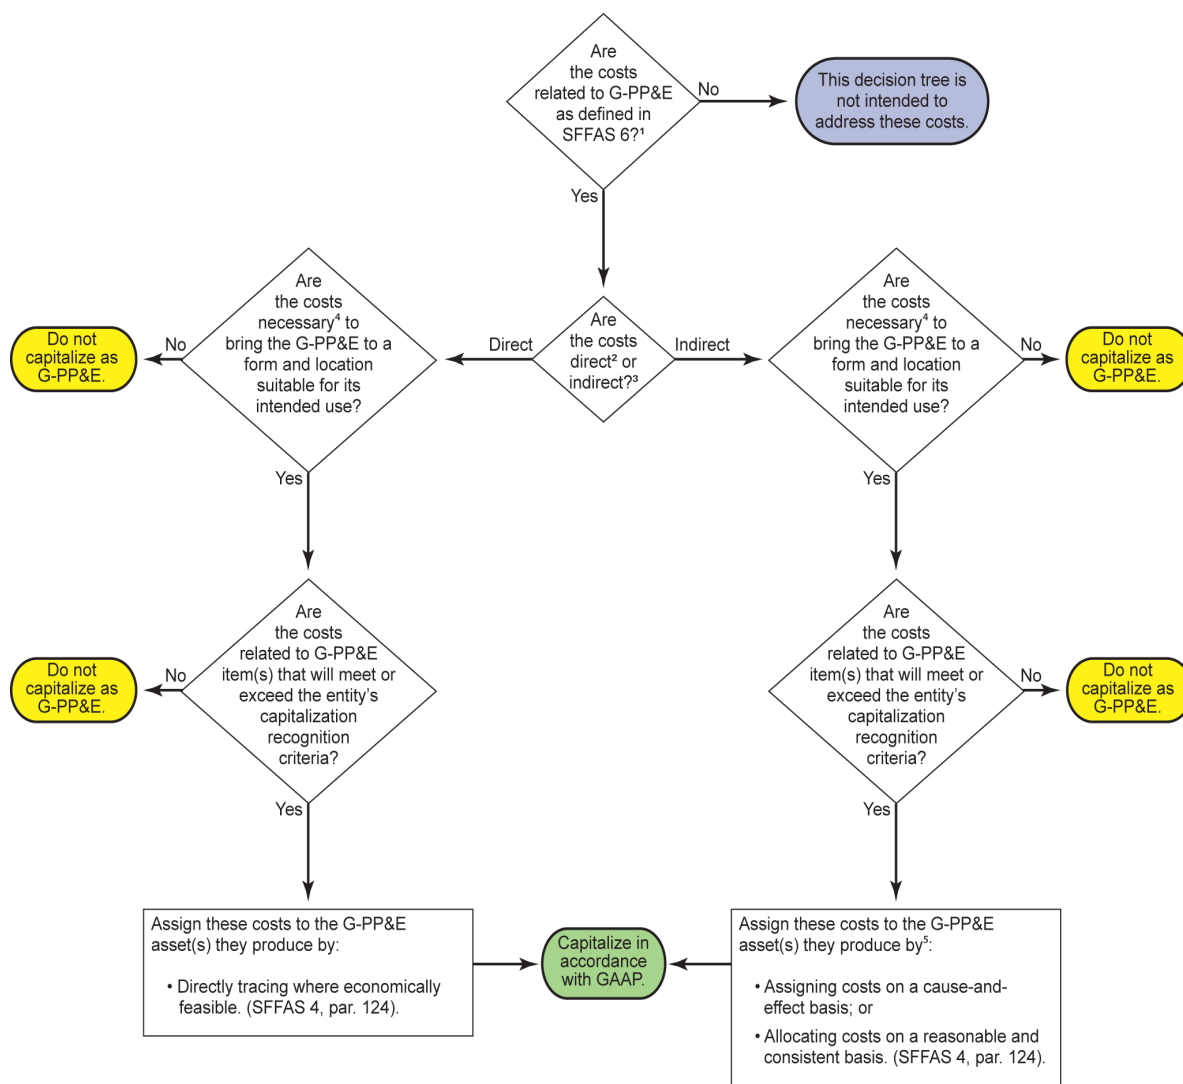 Are
the costs
related to G-PP&E
as defined in
SFFAS 6?¹
No
This decision tree is
not intended to
address these costs.
Yes
Are
the costs
necessary⁴ to
bring the G-PP&E to a
form and location
suitable for its
intended use?
No
Do not
capitalize as
G-PP&E.
Direct
Are
the costs
direct² or
indirect?³
Indirect
Are
the costs
necessary⁴ to
bring the G-PP&E to a
form and location
suitable for its
intended use?
No
Do not
capitalize as
G-PP&E.
Yes
Yes
Are
the costs
related to G-PP&E
item(s) that will meet or
exceed the entity’s
capitalization
recognition
criteria?
No
Do not
capitalize as
G-PP&E.
Are
the costs
related to G-PP&E
item(s) that will meet or
exceed the entity’s
capitalization
recognition
criteria?
No
Do not
capitalize as
G-PP&E.
Yes
Yes
Assign these costs to the G-PP&E
asset(s) they produce by:
• Directly tracing where economically
feasible. (SFFAS 4, par. 124).
Capitalize in
accordance
with GAAP.
Assign these costs to the G-PP&E
asset(s) they produce by⁵:
• Assigning costs on a cause-and-
effect basis; or
• Allocating costs on a reasonable and
consistent basis. (SFFAS 4, par. 124).